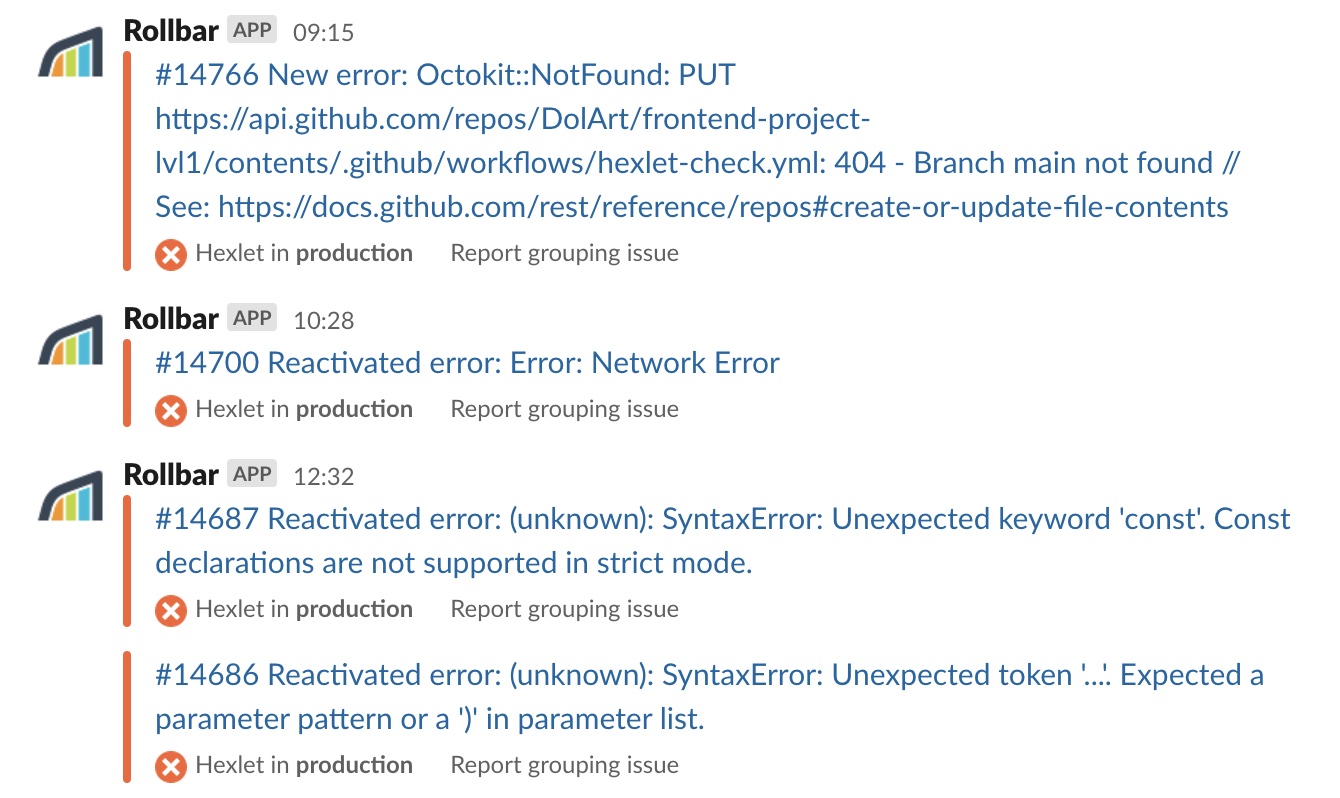 Rollbar APP 09:15
#14766 New error: Octokit::NotFound: PUT
https://api.github.com/repos/DolArt/frontend-project-
lvl1/contents/.github/workflows/hexlet-check.yml: 404 - Branch main not found //
See: https://docs.github.com/rest/reference/repos#create-or-update-file-contents
Hexlet in production Report grouping issue
Rollbar APP 10:28
#14700 Reactivated error: Error: Network Error
Hexlet in production Report grouping issue
Rollbar APP 12:32
#14687 Reactivated error: (unknown): SyntaxError: Unexpected keyword 'const'. Const
declarations are not supported in strict mode.
Hexlet in production Report grouping issue
#14686 Reactivated error: (unknown): SyntaxError: Unexpected token '...'. Expected a
parameter pattern or a ')' in parameter list.
Hexlet in production Report grouping issue